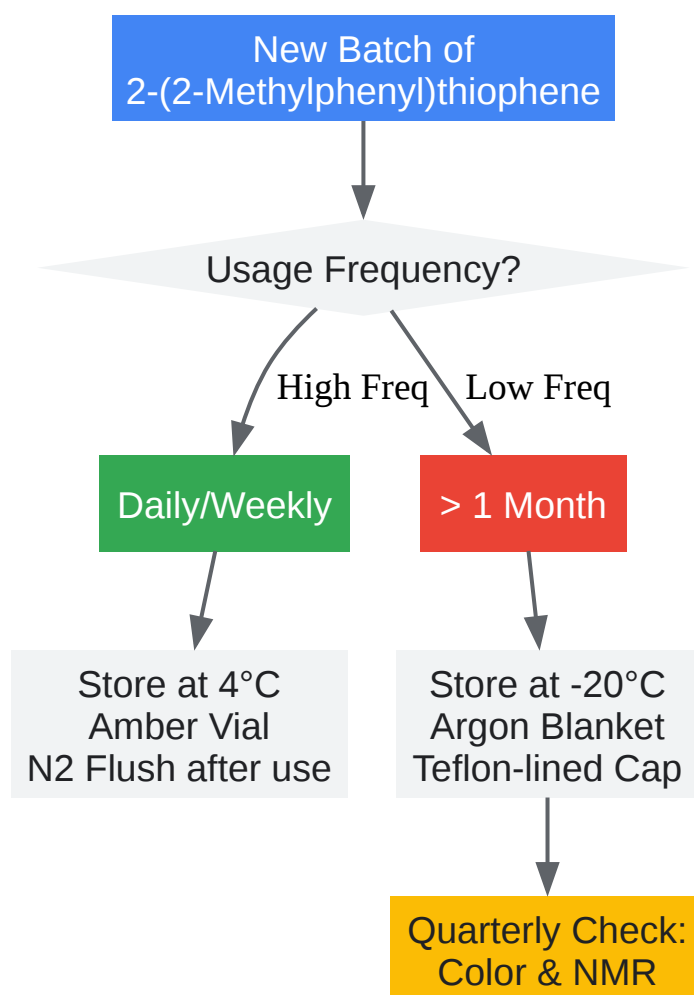 New Batch of
2-(2-Methylphenyl)thiophene
Usage Frequency?
High Freq
Low Freq
Daily/Weekly
> 1 Month
Store at 4°C
Amber Vial
N2 Flush after use
Store at -20°C
Argon Blanket
Teflon-lined Cap
Quarterly Check:
Color & NMR